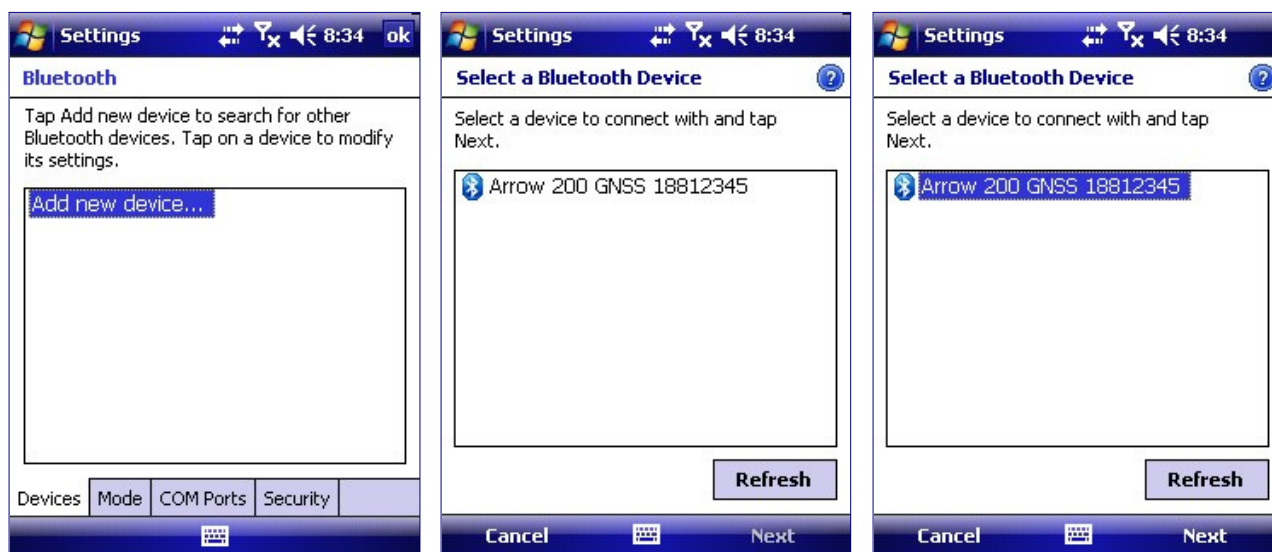 Settings 8:34 ok
Bluetooth
Tap Add new device to search for other
Bluetooth devices. Tap on a device to modify
its settings.
Add new device...
Devices Mode COM Ports Security
Settings 8:34
Select a Bluetooth Device ?
Select a device to connect with and tap
Next.
Arrow 200 GNSS 18812345
Refresh
Cancel Next
Settings 8:34
Select a Bluetooth Device ?
Select a device to connect with and tap
Next.
Arrow 200 GNSS 18812345
Refresh
Cancel Next